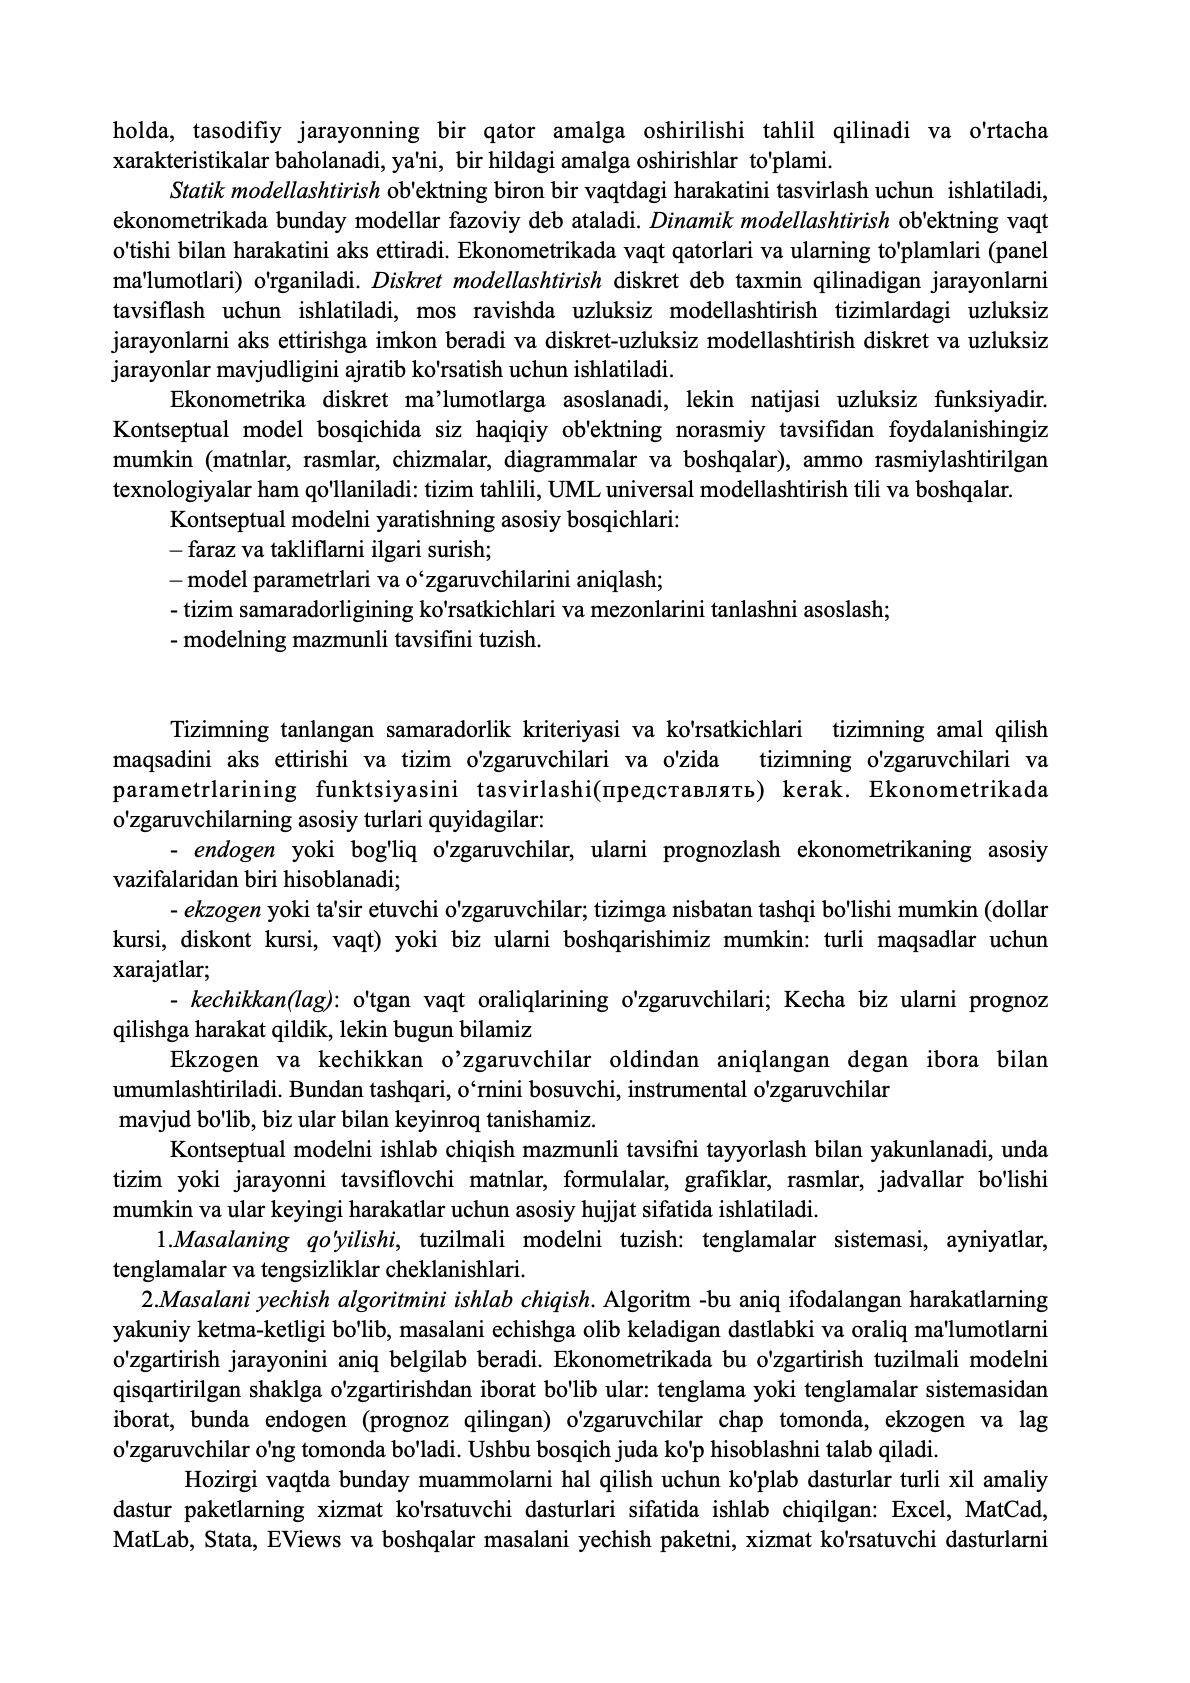 holda, tasodifiy jarayonning bir qator amalga oshirilishi tahlil qilinadi va o'rtacha
xarakteristikalar baholanadi, ya'ni, bir hildagi amalga oshirishlar to'plami.
Statik modellashtirish ob'ektning biron bir vaqtdagi harakatini tasvirlash uchun ishlatiladi,
ekonometrikada bunday modellar fazoviy deb ataladi. Dinamik modellashtirish ob'ektning vaqt
o'tishi bilan harakatini aks ettiradi. Ekonometrikada vaqt qatorlari va ularning to'plamlari (panel
ma'lumotlari) o'rganiladi. Diskret modellashtirish diskret deb taxmin qilinadigan jarayonlarni
tavsiflash uchun ishlatiladi, mos ravishda uzluksiz modellashtirish tizimlardagi uzluksiz
jarayonlarni aks ettirishga imkon beradi va diskret-uzluksiz modellashtirish diskret va uzluksiz
jarayonlar mavjudligini ajratib ko'rsatish uchun ishlatiladi.
Ekonometrika diskret ma’lumotlarga asoslanadi, lekin natijasi uzluksiz funksiyadir.
Kontseptual model bosqichida siz haqiqiy ob'ektning norasmiy tavsifidan foydalanishingiz
mumkin (matnlar, rasmlar, chizmalar, diagrammalar va boshqalar), ammo rasmiylashtirilgan
texnologiyalar ham qo'llaniladi: tizim tahlili, UML universal modellashtirish tili va boshqalar.
Kontseptual modelni yaratishning asosiy bosqichlari:
– faraz va takliflarni ilgari surish;
– model parametrlari va o‘zgaruvchilarini aniqlash;
- tizim samaradorligining ko'rsatkichlari va mezonlarini tanlashni asoslash;
- modelning mazmunli tavsifini tuzish.
Tizimning tanlangan samaradorlik kriteriyasi va ko'rsatkichlari tizimning amal qilish
maqsadini aks ettirishi va tizim o'zgaruvchilari va o'zida tizimning o'zgaruvchilari va
parametrlarining funktsiyasini tasvirlashi(представлять) kerak. Ekonometrikada
o'zgaruvchilarning asosiy turlari quyidagilar:
- endogen yoki bog'liq o'zgaruvchilar, ularni prognozlash ekonometrikaning asosiy
vazifalaridan biri hisoblanadi;
- ekzogen yoki ta'sir etuvchi o'zgaruvchilar; tizimga nisbatan tashqi bo'lishi mumkin (dollar
kursi, diskont kursi, vaqt) yoki biz ularni boshqarishimiz mumkin: turli maqsadlar uchun
xarajatlar;
- kechikkan(lag): o'tgan vaqt oraliqlarining o'zgaruvchilari; Kecha biz ularni prognoz
qilishga harakat qildik, lekin bugun bilamiz
Ekzogen va kechikkan o’zgaruvchilar oldindan aniqlangan degan ibora bilan
umumlashtiriladi. Bundan tashqari, o‘rnini bosuvchi, instrumental o'zgaruvchilar
mavjud bo'lib, biz ular bilan keyinroq tanishamiz.
Kontseptual modelni ishlab chiqish mazmunli tavsifni tayyorlash bilan yakunlanadi, unda
tizim yoki jarayonni tavsiflovchi matnlar, formulalar, grafiklar, rasmlar, jadvallar bo'lishi
mumkin va ular keyingi harakatlar uchun asosiy hujjat sifatida ishlatiladi.
1.Masalaning qo'yilishi, tuzilmali modelni tuzish: tenglamalar sistemasi, ayniyatlar,
tenglamalar va tengsizliklar cheklanishlari.
2.Masalani yechish algoritmini ishlab chiqish. Algoritm -bu aniq ifodalangan harakatlarning
yakuniy ketma-ketligi bo'lib, masalani echishga olib keladigan dastlabki va oraliq ma'lumotlarni
o'zgartirish jarayonini aniq belgilab beradi. Ekonometrikada bu o'zgartirish tuzilmali modelni
qisqartirilgan shaklga o'zgartirishdan iborat bo'lib ular: tenglama yoki tenglamalar sistemasidan
iborat, bunda endogen (prognoz qilingan) o'zgaruvchilar chap tomonda, ekzogen va lag
o'zgaruvchilar o'ng tomonda bo'ladi. Ushbu bosqich juda ko'p hisoblashni talab qiladi.
Hozirgi vaqtda bunday muammolarni hal qilish uchun ko'plab dasturlar turli xil amaliy
dastur paketlarning xizmat ko'rsatuvchi dasturlari sifatida ishlab chiqilgan: Excel, MatCad,
MatLab, Stata, EViews va boshqalar masalani yechish paketni, xizmat ko'rsatuvchi dasturlarni